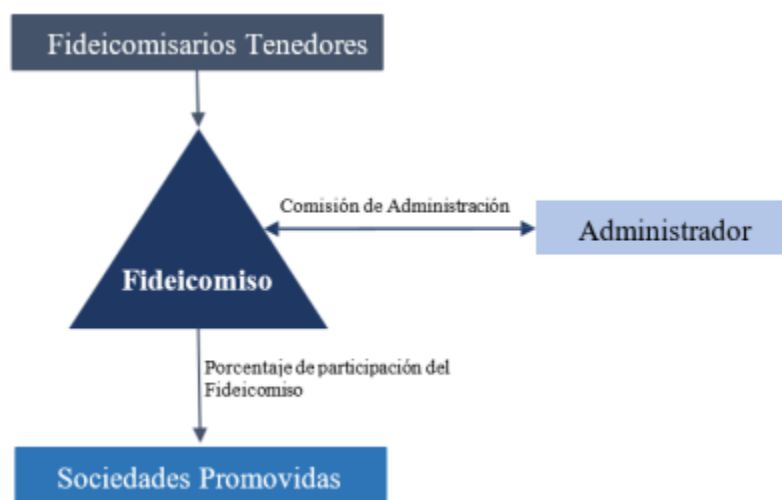 Fideicomisarios Tenedores
Comisión de Administración
Administrador
Fideicomiso
Porcentaje de participación del
Fideicomiso
Sociedades Promovidas